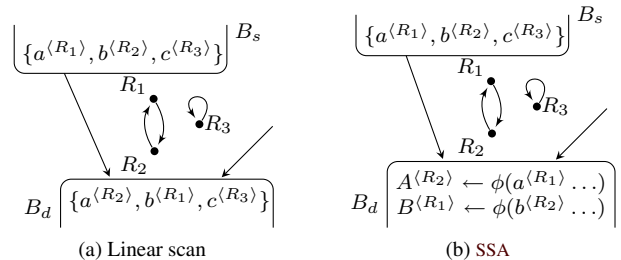 {a⟨R1⟩, b⟨R2⟩, c⟨R3⟩} Bs
R1
R3
R2
Bd {a⟨R2⟩, b⟨R1⟩, c⟨R3⟩}
(a) Linear scan
{a⟨R1⟩, b⟨R2⟩, c⟨R3⟩} Bs
R1
R3
R2
A⟨R2⟩ ← ϕ(a⟨R1⟩ ...)
Bd B⟨R1⟩ ← ϕ(b⟨R2⟩ ...)
(b) SSA